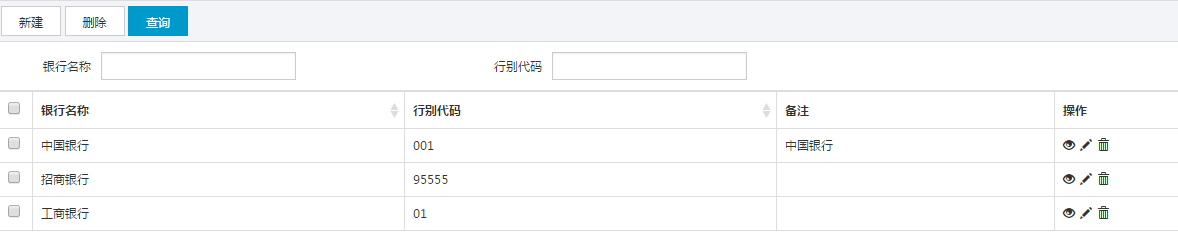 新建 删除 查询
银行名称 行别代码
银行名称 行别代码 备注 操作
中国银行 001 中国银行
招商银行 95555
工商银行 01